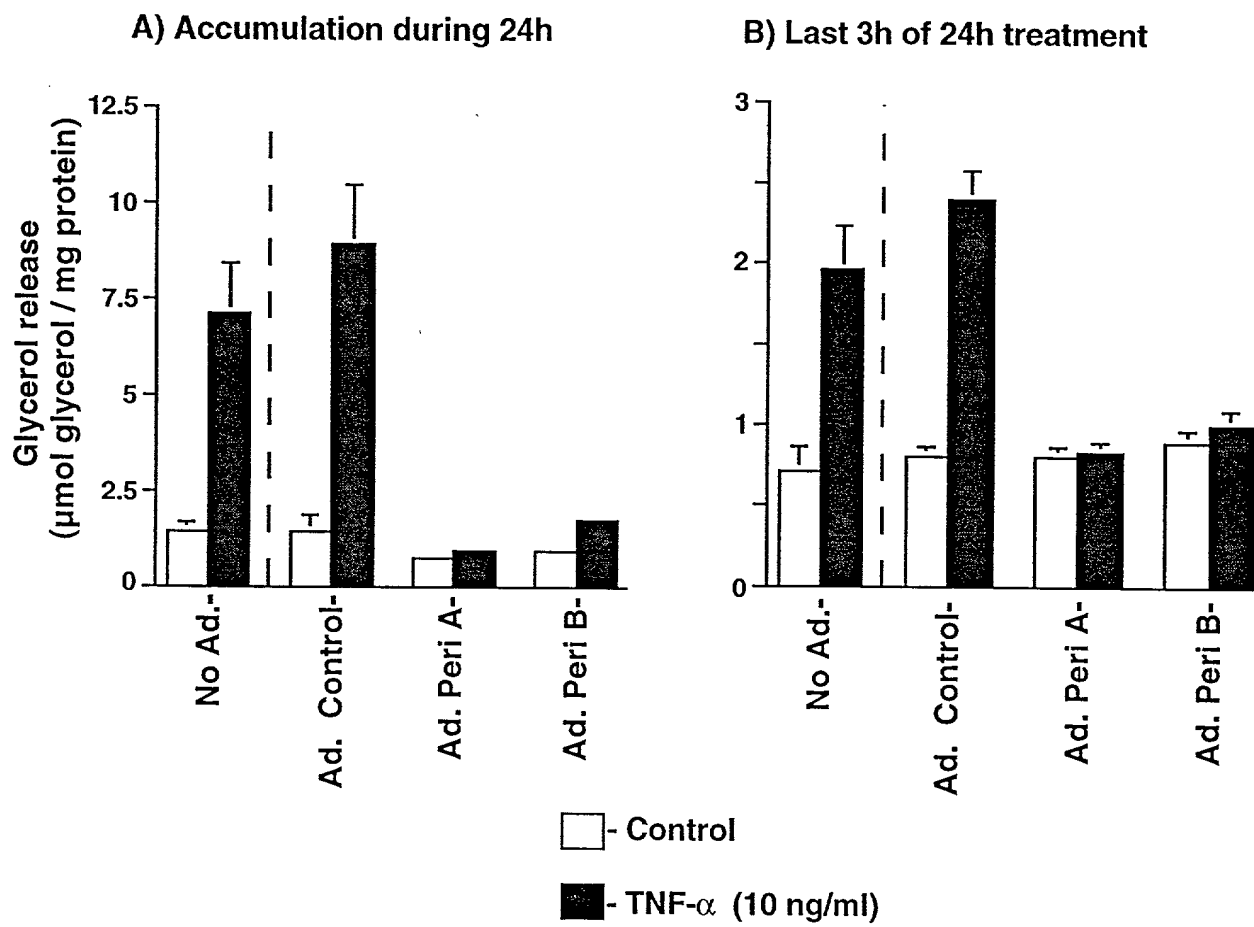 A) Accumulation during 24h
B) Last 3h of 24h treatment
Glycerol release
(µmol glycerol / mg protein)
12.5
10
7.5
5
2.5
0
No Ad.-
Ad. Control-
Ad. Peri A-
Ad. Peri B-
3
2
1
0
No Ad.-
Ad. Control-
Ad. Peri A-
Ad. Peri B-
- Control
- TNF-α (10 ng/ml)